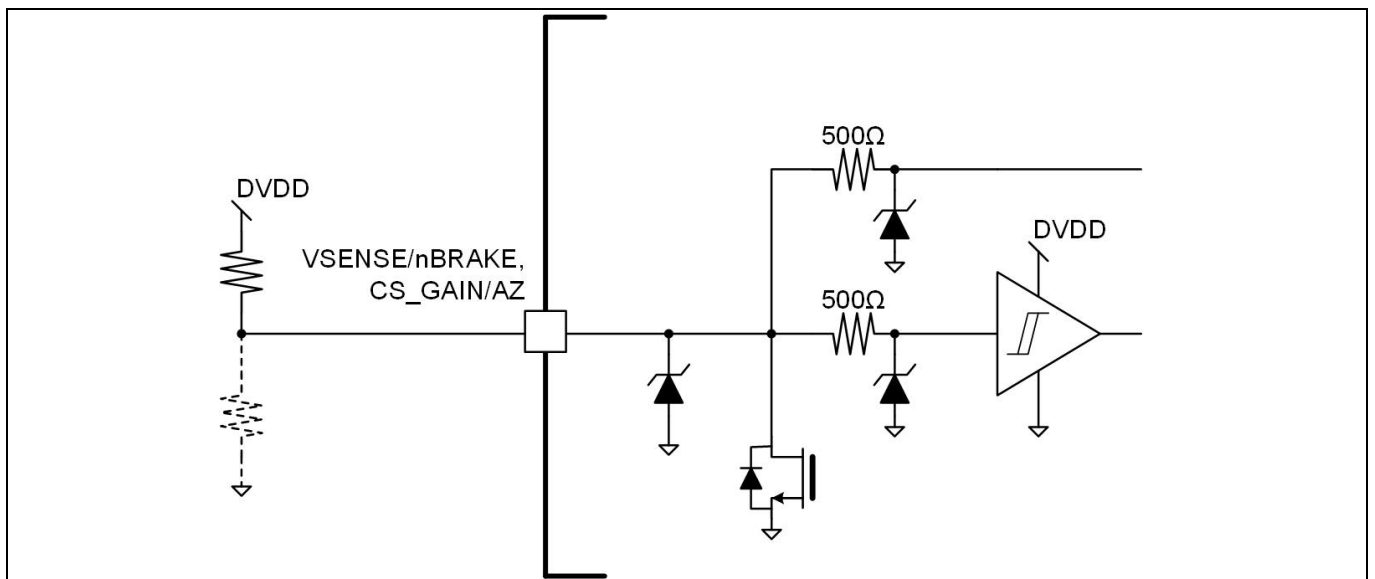 500Ω
DVDD
VSENSE/nBRAKE,
CS_GAIN/AZ
DVDD
500Ω